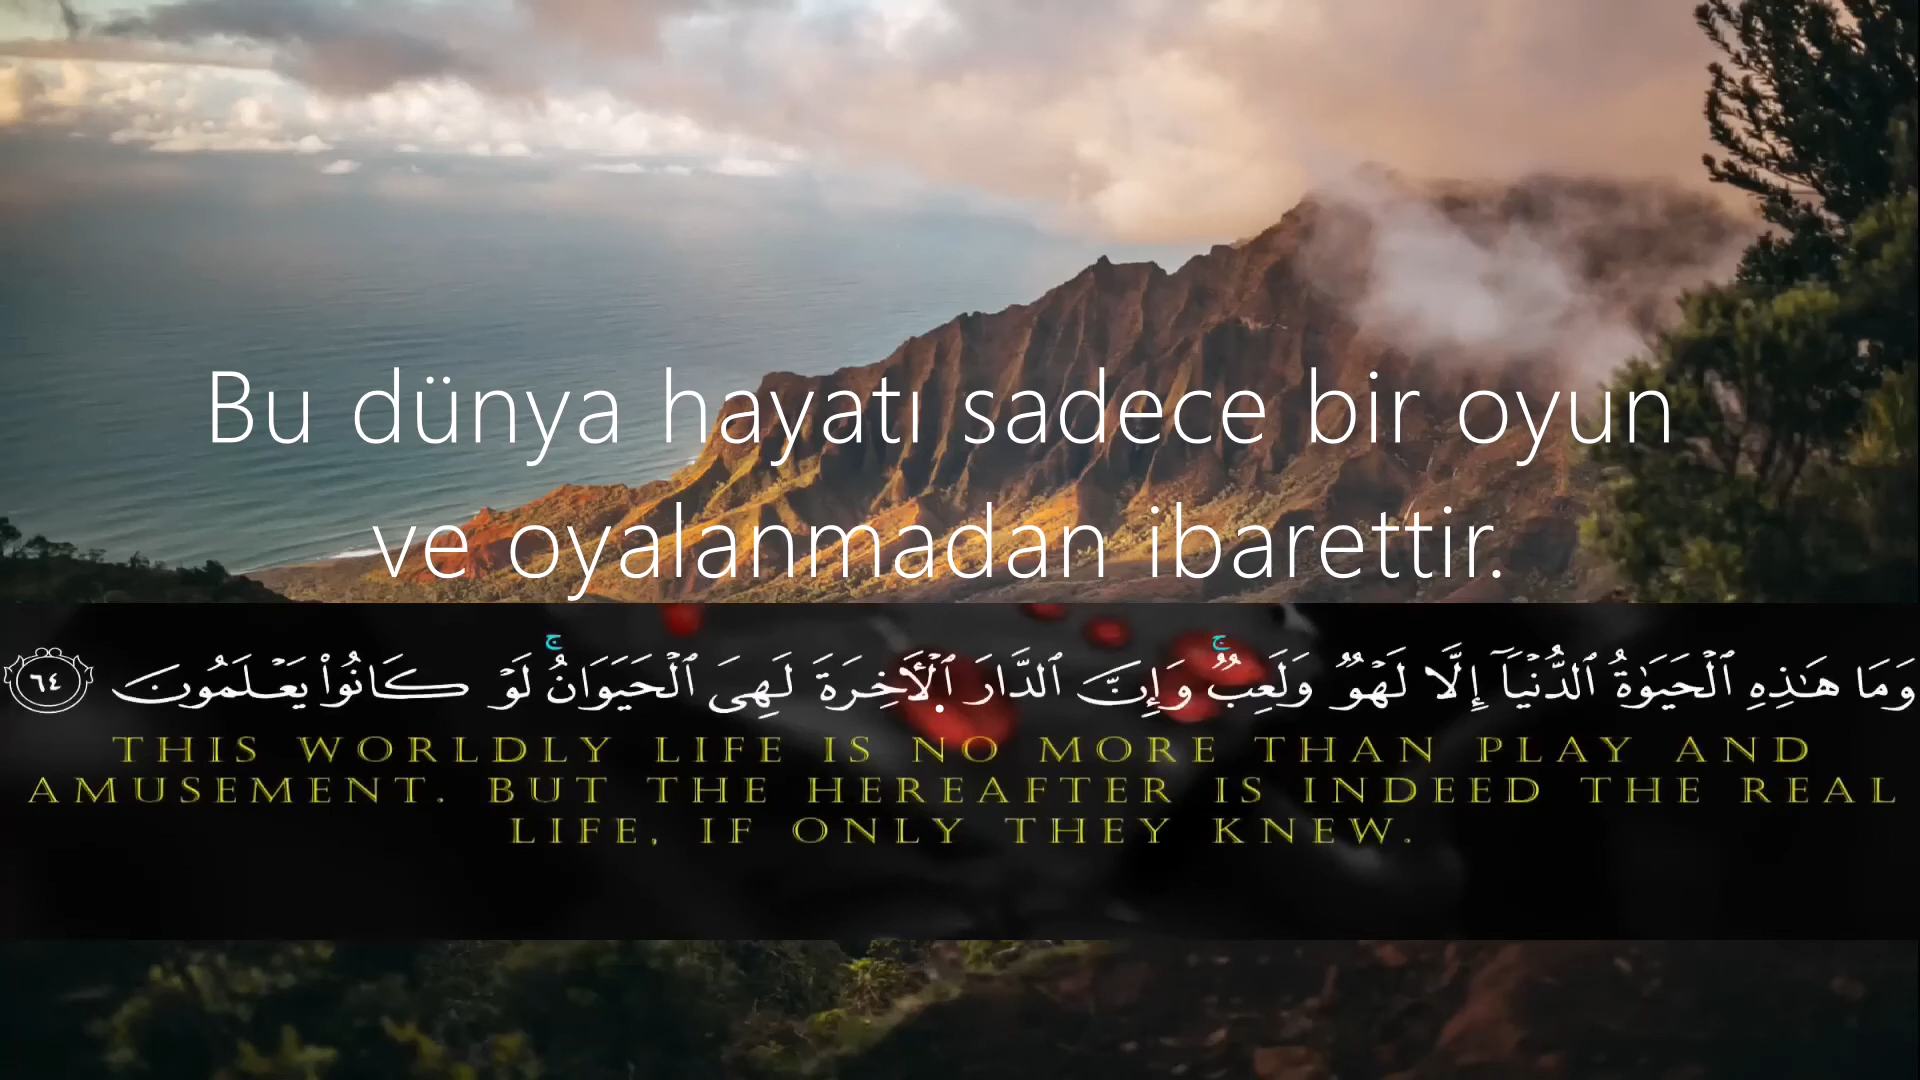 Bu dünya hayatı sadece bir oyun
ve oyalanmadan ibarettir.
وَمَا هَـٰذِهِ ٱلْحَيَوٰةُ ٱلدُّنْيَآ إِلَّا لَهْوٌ وَلَعِبٌ ۚ وَإِنَّ ٱلدَّارَ ٱلْـَٔاخِرَةَ لَهِىَ ٱلْحَيَوَانُ ۚ لَوْ كَانُوا۟ يَعْلَمُونَ ٦٤
THIS WORLDLY LIFE IS NO MORE THAN PLAY AND
AMUSEMENT. BUT THE HEREAFTER IS INDEED THE REAL
LIFE, IF ONLY THEY KNEW.